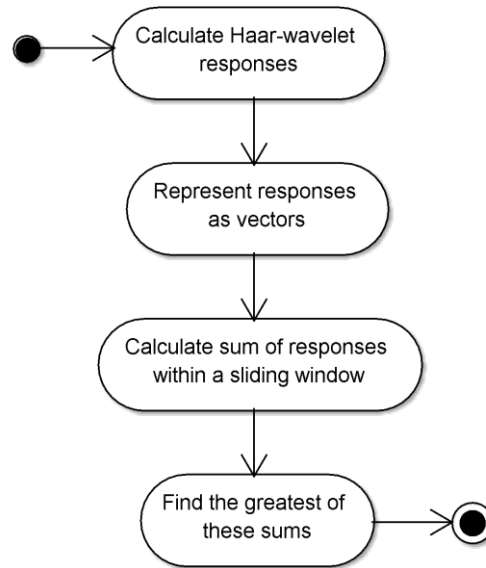 Calculate Haar-wavelet
responses
Represent responses
as vectors
Calculate sum of responses
within a sliding window
Find the greatest of
these sums